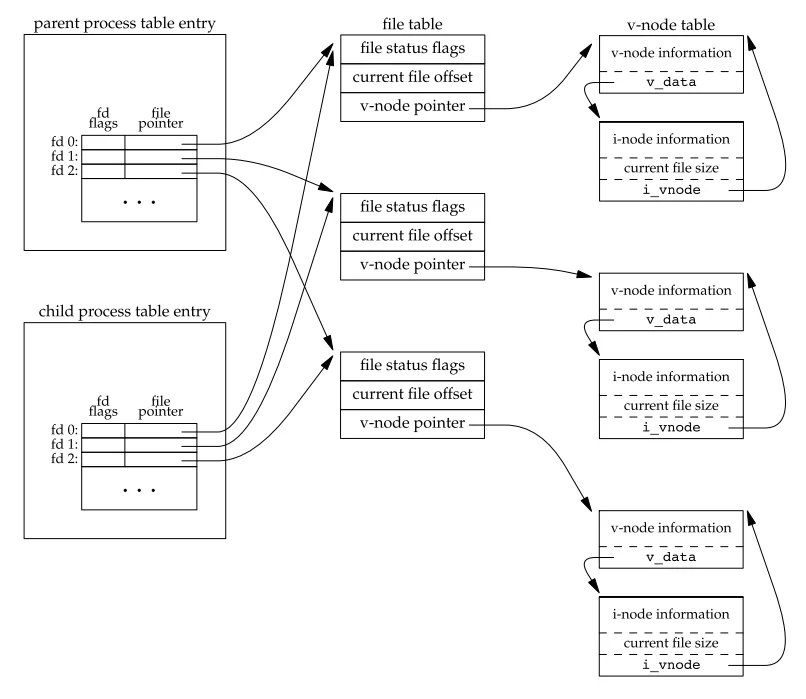 parent process table entry
fd
flags
file
pointer
fd 0:
fd 1:
fd 2:
. . .
child process table entry
fd
flags
file
pointer
fd 0:
fd 1:
fd 2:
. . .
file table
file status flags
current file offset
v-node pointer
file status flags
current file offset
v-node pointer
file status flags
current file offset
v-node pointer
v-node table
v-node information
v_data
i-node information
current file size
i_vnode
v-node information
v_data
i-node information
current file size
i_vnode
v-node information
v_data
i-node information
current file size
i_vnode